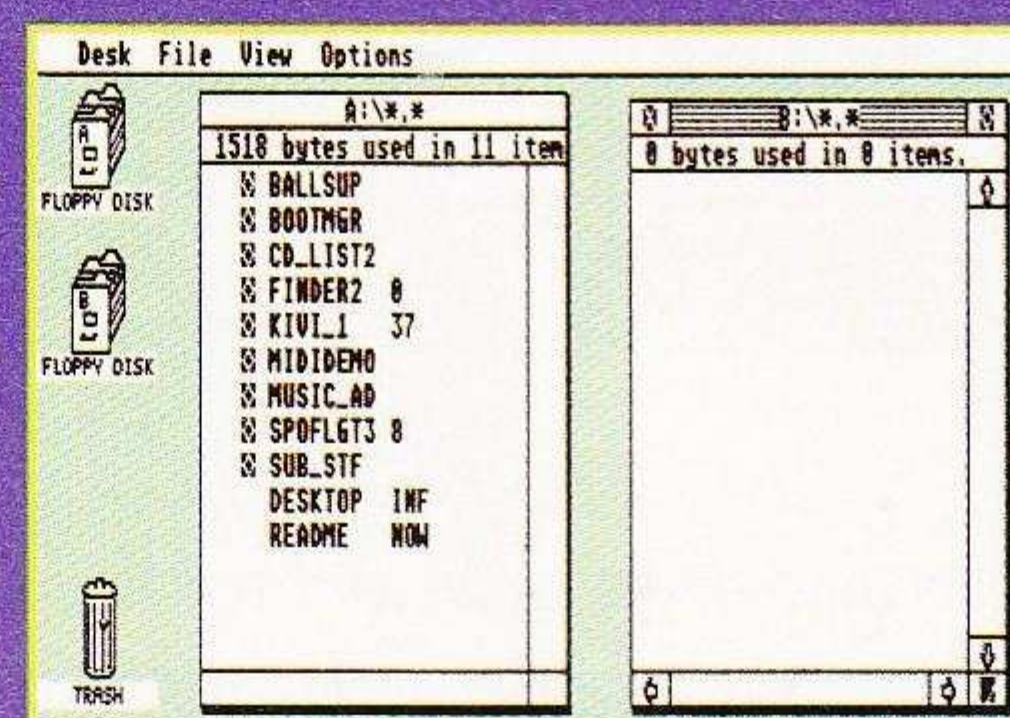 Desk File View Options
A
FLOPPY DISK
B
FLOPPY DISK
TRASH
A:\*.*
1518 bytes used in 11 item
BALLSUP
BOOTMGR
CD_LIST2
FINDER2 0
KIVI_1 37
MIDIDEMO
MUSIC_AD
SPOFLGT3 8
SUB_STF
DESKTOP INF
README NOW
B:\*.*
0 bytes used in 0 items.